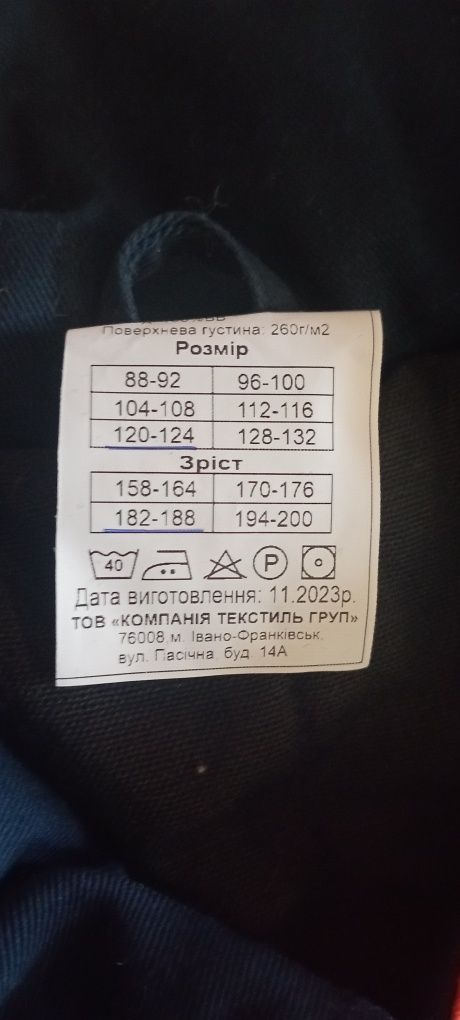 Поверхнева густина: 260г/м2
Розмір
88-92 96-100
104-108 112-116
120-124 128-132
Зріст
158-164 170-176
182-188 194-200
40 P
Дата виготовлення: 11.2023р.
ТОВ «КОМПАНІЯ ТЕКСТИЛЬ ГРУП»
76008 м. Івано-Франківськ,
вул. Пасічна, буд. 14А